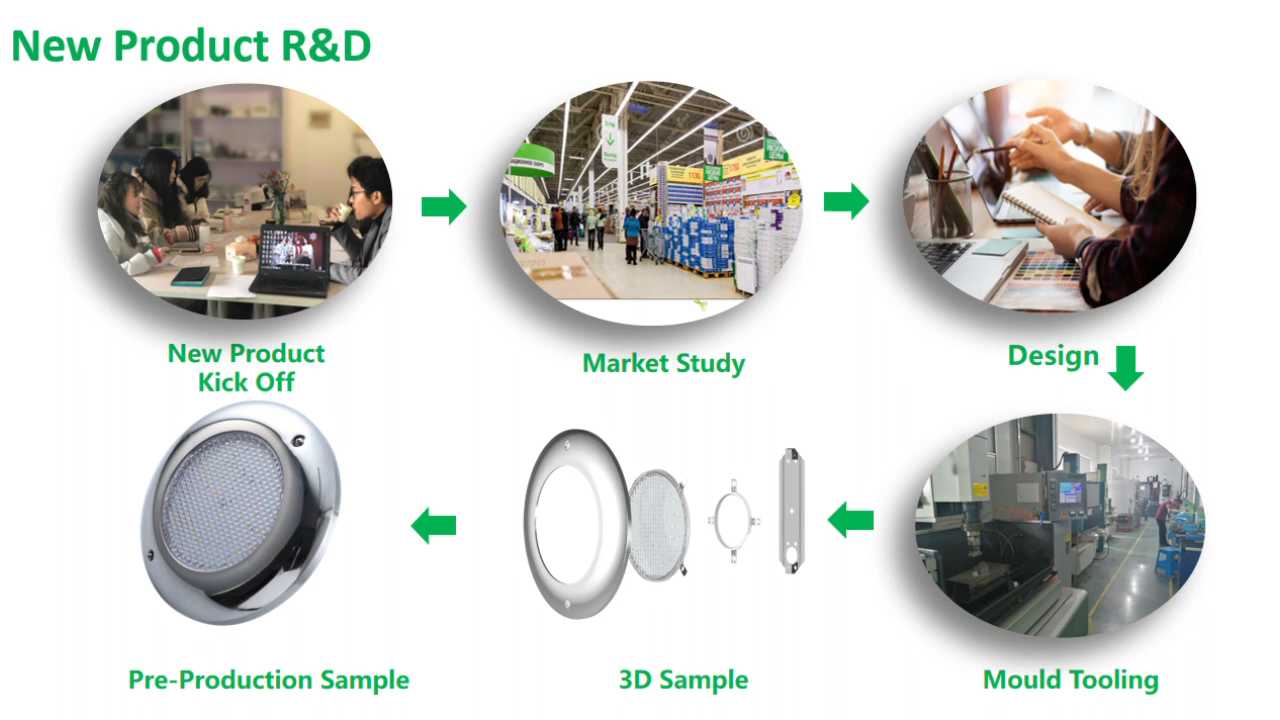 New Product R&D
New Product
Kick Off
Market Study
Design
Pre-Production Sample
3D Sample
Mould Tooling